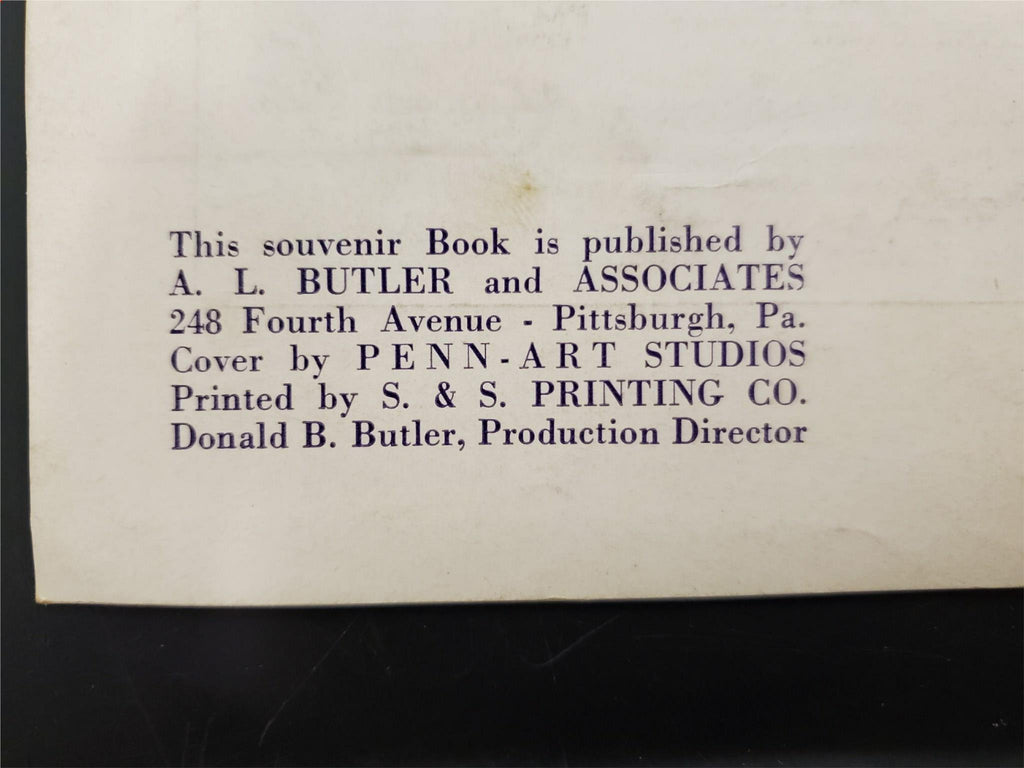 This souvenir Book is published by
A. L. BUTLER and ASSOCIATES
248 Fourth Avenue - Pittsburgh, Pa.
Cover by PENN-ART STUDIOS
Printed by S. & S. PRINTING CO.
Donald B. Butler, Production Director